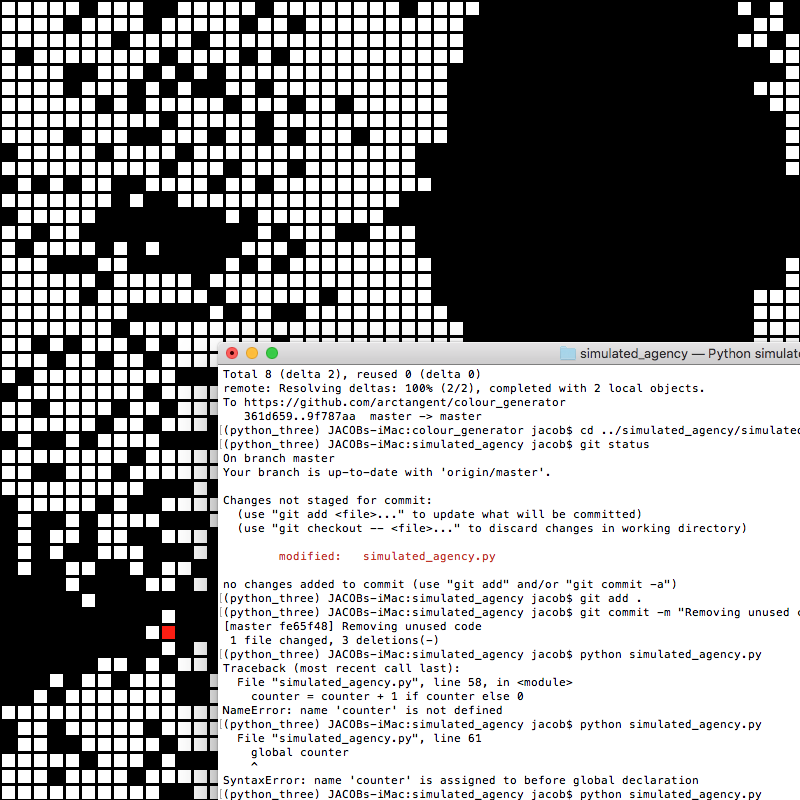 simulated_agency — Python simulat
Total 8 (delta 2), reused 0 (delta 0)
remote: Resolving deltas: 100% (2/2), completed with 2 local objects.
To https://github.com/arctangent/colour_generator
   361d659..9f787aa  master -> master
[(python_three) JACOBs-iMac:colour_generator jacob$ cd ../simulated_agency/simulated
[(python_three) JACOBs-iMac:simulated_agency jacob$ git status
On branch master
Your branch is up-to-date with 'origin/master'.
Changes not staged for commit:
  (use "git add <file>..." to update what will be committed)
  (use "git checkout -- <file>..." to discard changes in working directory)
        modified:   simulated_agency.py
no changes added to commit (use "git add" and/or "git commit -a")
[(python_three) JACOBs-iMac:simulated_agency jacob$ git add .
[(python_three) JACOBs-iMac:simulated_agency jacob$ git commit -m "Removing unused c
[master fe65f48] Removing unused code
 1 file changed, 3 deletions(-)
[(python_three) JACOBs-iMac:simulated_agency jacob$ python simulated_agency.py
Traceback (most recent call last):
  File "simulated_agency.py", line 58, in <module>
    counter = counter + 1 if counter else 0
NameError: name 'counter' is not defined
[(python_three) JACOBs-iMac:simulated_agency jacob$ python simulated_agency.py
  File "simulated_agency.py", line 61
    global counter
    ^
SyntaxError: name 'counter' is assigned to before global declaration
[(python_three) JACOBs-iMac:simulated_agency jacob$ python simulated_agency.py